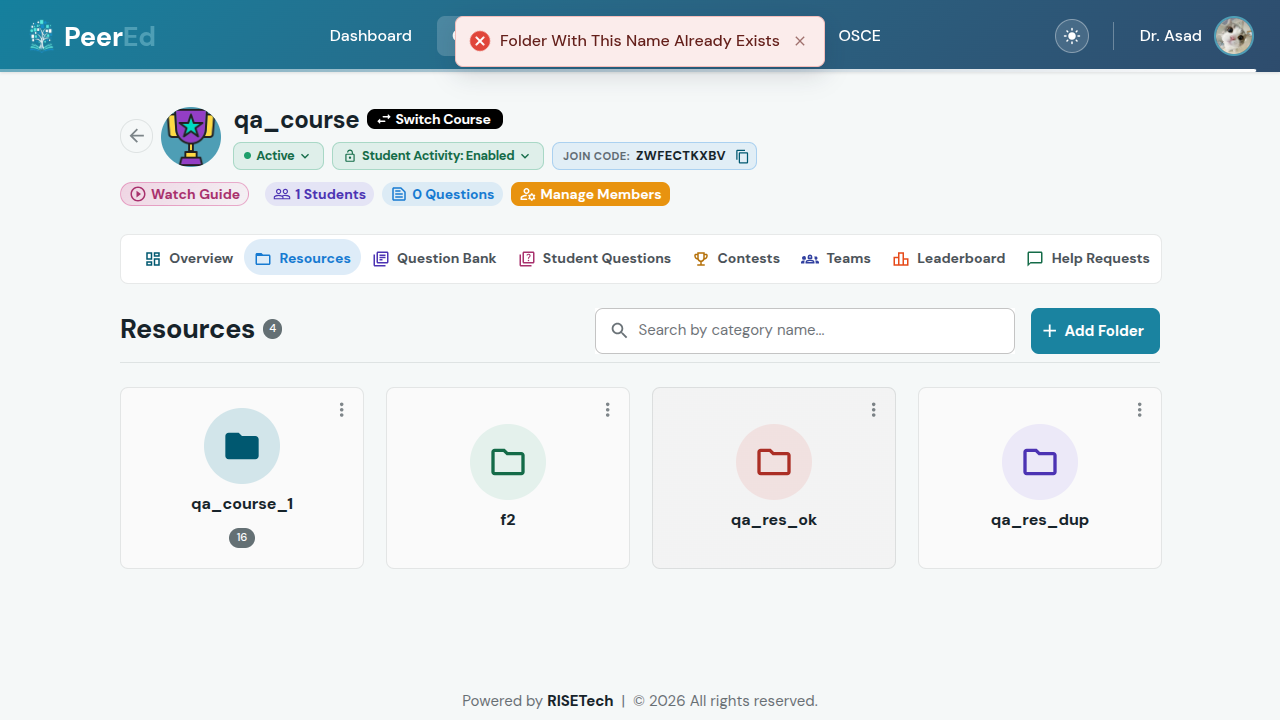 PeerEd
Dashboard
Folder With This Name Already Exists
OSCE
Dr. Asad
qa_course
Switch Course
Active
Student Activity: Enabled
JOIN CODE: ZWFECTKXBV
Watch Guide
1 Students
0 Questions
Manage Members
Overview
Resources
Question Bank
Student Questions
Contests
Teams
Leaderboard
Help Requests
Resources 4
Search by category name...
Add Folder
qa_course_1
16
f2
qa_res_ok
qa_res_dup
Powered by RISETech | © 2026 All rights reserved.